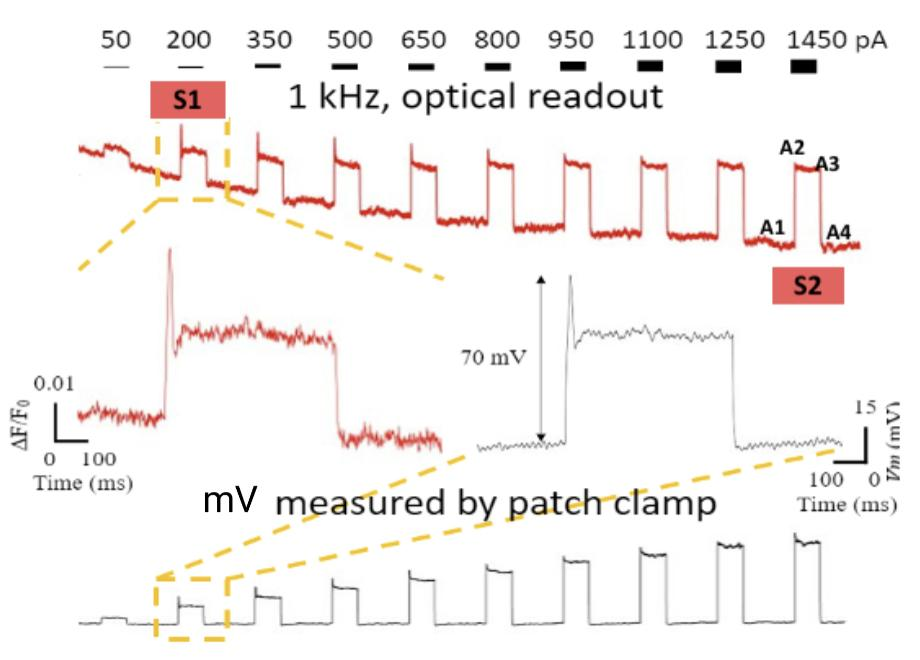 50 200 350 500 650 800 950 1100 1250 1450 pA
S1
1 kHz, optical readout
A2
A3
A1
A4
S2
70 mV
0.01
ΔF/F0
0 100
Time (ms)
15
Vm (mV)
100 0
Time (ms)
mV measured by patch clamp